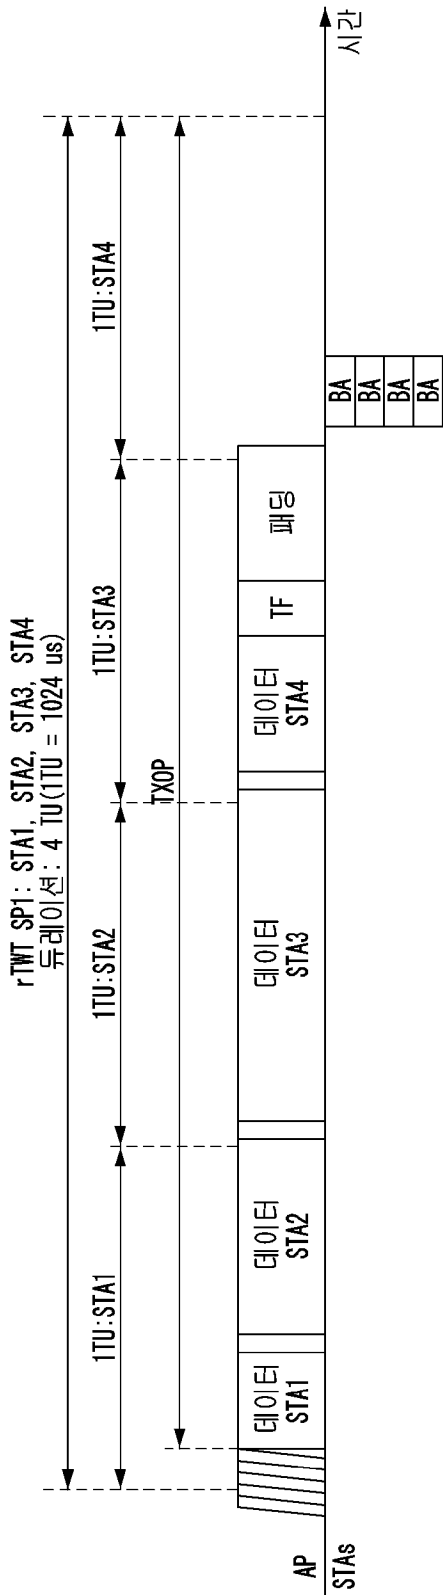 rTWT SP1: STA1, STA2, STA3, STA4
듀레이션: 4 TU(1TU = 1024 us)
1TU:STA1
1TU:STA2
1TU:STA3
1TU:STA4
TXOP
데이터
STA1
데이터
STA2
데이터
STA3
데이터
STA4
TF
패딩
AP
STAs
BA
BA
BA
BA
시간